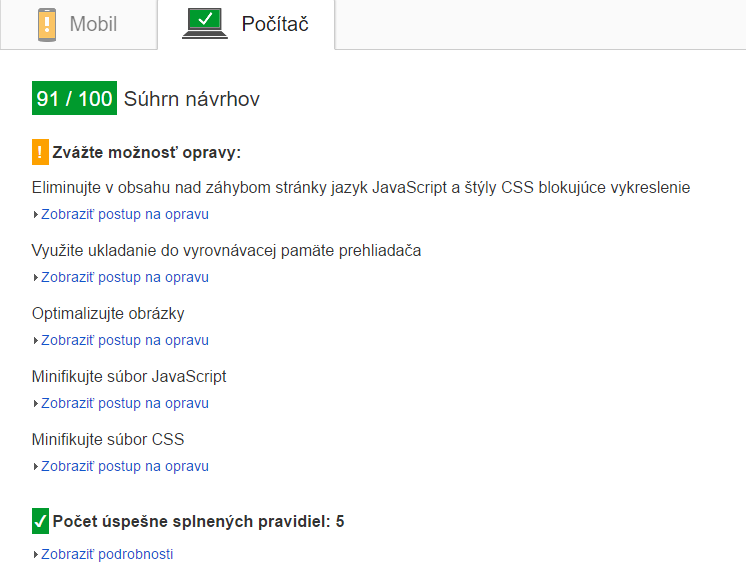 Mobil
Počítač
91 / 100 Súhrn návrhov
! Zvážte možnosť opravy:
Eliminujte v obsahu nad záhybom stránky jazyk JavaScript a štýly CSS blokujúce vykreslenie
Zobraziť postup na opravu
Využite ukladanie do vyrovnávacej pamäte prehliadača
Zobraziť postup na opravu
Optimalizujte obrázky
Zobraziť postup na opravu
Minifikujte súbor JavaScript
Zobraziť postup na opravu
Minifikujte súbor CSS
Zobraziť postup na opravu
Počet úspešne splnených pravidiel: 5
Zobraziť podrobnosti